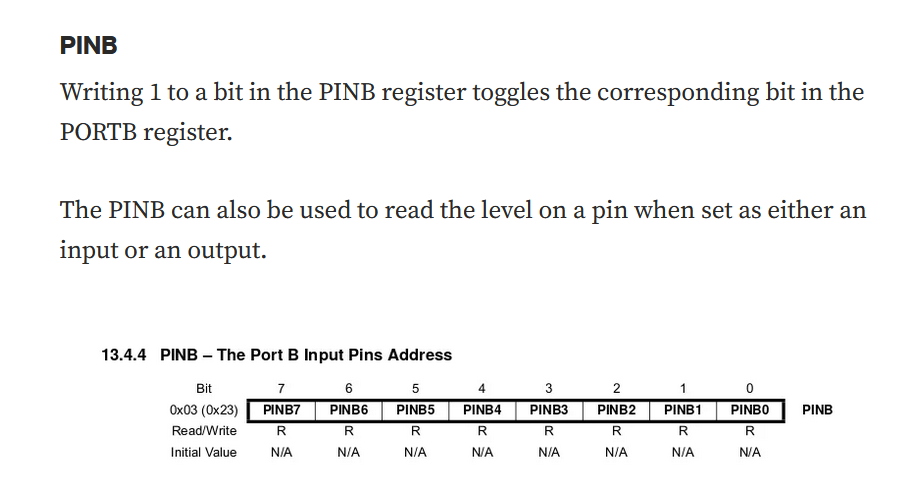 PINB
Writing 1 to a bit in the PINB register toggles the corresponding bit in the
PORTB register.
The PINB can also be used to read the level on a pin when set as either an
input or an output.
13.4.4 PINB – The Port B Input Pins Address
Bit 7 6 5 4 3 2 1 0
0x03 (0x23) PINB7 PINB6 PINB5 PINB4 PINB3 PINB2 PINB1 PINB0 PINB
Read/Write R R R R R R R R
Initial Value N/A N/A N/A N/A N/A N/A N/A N/A